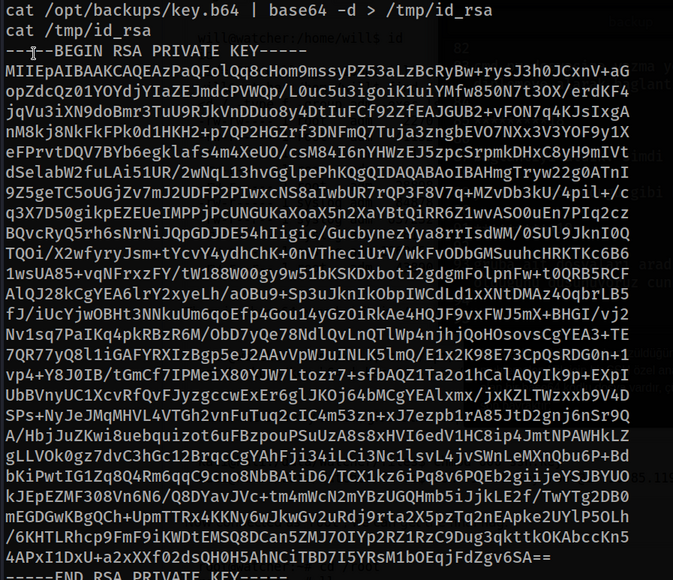 cat /opt/backups/key.b64 | base64 -d > /tmp/id_rsa
cat /tmp/id_rsa
-----BEGIN RSA PRIVATE KEY-----
MIIEpAIBAAKCAQEAzPaQFolQq8cHom9mssyPZ53aLzBcRyBw+rysJ3h0JCxnV+aG
opZdcQz01YOYdjYIaZEJmdcPVWQp/L0uc5u3igoiK1uiYMfw850N7t3OX/erdKF4
jqVu3iXN9doBmr3TuU9RJkVnDDuo8y4DtIuFCf92ZfEAJGUB2+vFON7q4KJsIxgA
nM8kj8NkFkFPk0d1HKH2+p7QP2HGZrf3DNFmQ7Tuja3zngbEVO7NXx3V3YOF9y1X
eFPrvtDQV7BYb6egklafs4m4XeUO/csM84I6nYHWzEJ5zpcSrpmkDHxC8yH9mIVt
dSelabW2fuLAi51UR/2wNqL13hvGglpePhKQgQIDAQABAoIBAHmgTryw22g0ATnI
9Z5geTC5oUGjZv7mJ2UDFP2PIwxcNS8aIwbUR7rQP3F8V7q+MZvDb3kU/4pil+/c
q3X7D50gikpEZEUeIMPPjPcUNGUKaXoaX5n2XaYBtQiRR6Z1wvASO0uEn7PIq2cz
BQvcRyQ5rh6sNrNiJQpGDJDE54hIigic/GucbynezYya8rrIsdWM/0SUl9JknI0Q
TQOi/X2wfyryJsm+tYcvY4ydhChK+0nVTheciUrV/wkFvODbGMSuuhcHRKTKc6B6
1wsUA85+vqNFrxzFY/tW188W00gy9w51bKSKDxboti2gdgmFolpnFw+t0QRB5RCF
AlQJ28kCgYEA6lrY2xyeLh/aOBu9+Sp3uJknIkObpIWCdLd1xXNtDMAz4OqbrLB5
fJ/iUcYjwOBHt3NNkuUm6qoEfp4Gou14yGzOiRkAe4HQJF9vxFWJ5mX+BHGI/vj2
Nv1sq7PaIKq4pkRBzR6M/ObD7yQe78NdlQvLnQTlWp4njhjQoHOsovsCgYEA3+TE
7QR77yQ8l1iGAFYRXIzBgp5eJ2AAvVpWJuINLK5lmQ/E1x2K98E73CpQsRDG0n+1
vp4+Y8J0IB/tGmCf7IPMeiX80YJW7Ltozr7+sfbAQZ1Ta2o1hCalAQyIk9p+EXpI
UbBVnyUC1XcvRfQvFJyzgccwExEr6glJKOj64bMCgYEAlxmx/jxKZLTWzxxb9V4D
SPs+NyJeJMqMHVL4VTGh2vnFuTuq2cIC4m53zn+xJ7ezpb1rA85JtD2gnj6nSr9Q
A/HbjJuZKwi8uebquizot6uFBzpouPSuUzA8s8xHVI6edV1HC8ip4JmtNPAWHkLZ
gLLVOk0gz7dvC3hGc12BrqcCgYAhFji34iLCi3Nc1lsvL4jvSWnLeMXnQbu6P+Bd
bKiPwtIG1Zq8Q4Rm6qqC9cno8NbBAtiD6/TCX1kz6iPq8v6PQEb2giijeYSJBYUO
kJEpEZMF308Vn6N6/Q8DYavJVc+tm4mWcN2mYBzUGQHmb5iJjkLE2f/TwYTg2DB0
mEGDGwKBgQCh+UpmTTRx4KKNy6wJkwGv2uRdj9rta2X5pzTq2nEApke2UYlP5OLh
/6KHTLRhcp9FmF9iKWDtEMSQ8DCan5ZMJ7OIYp2RZ1RzC9Dug3qkttkOKAbccKn5
4APxI1DxU+a2xXXf02dsQH0H5AhNCiTBD7I5YRsM1bOEqjFdZgv6SA==
-----END RSA PRIVATE KEY-----